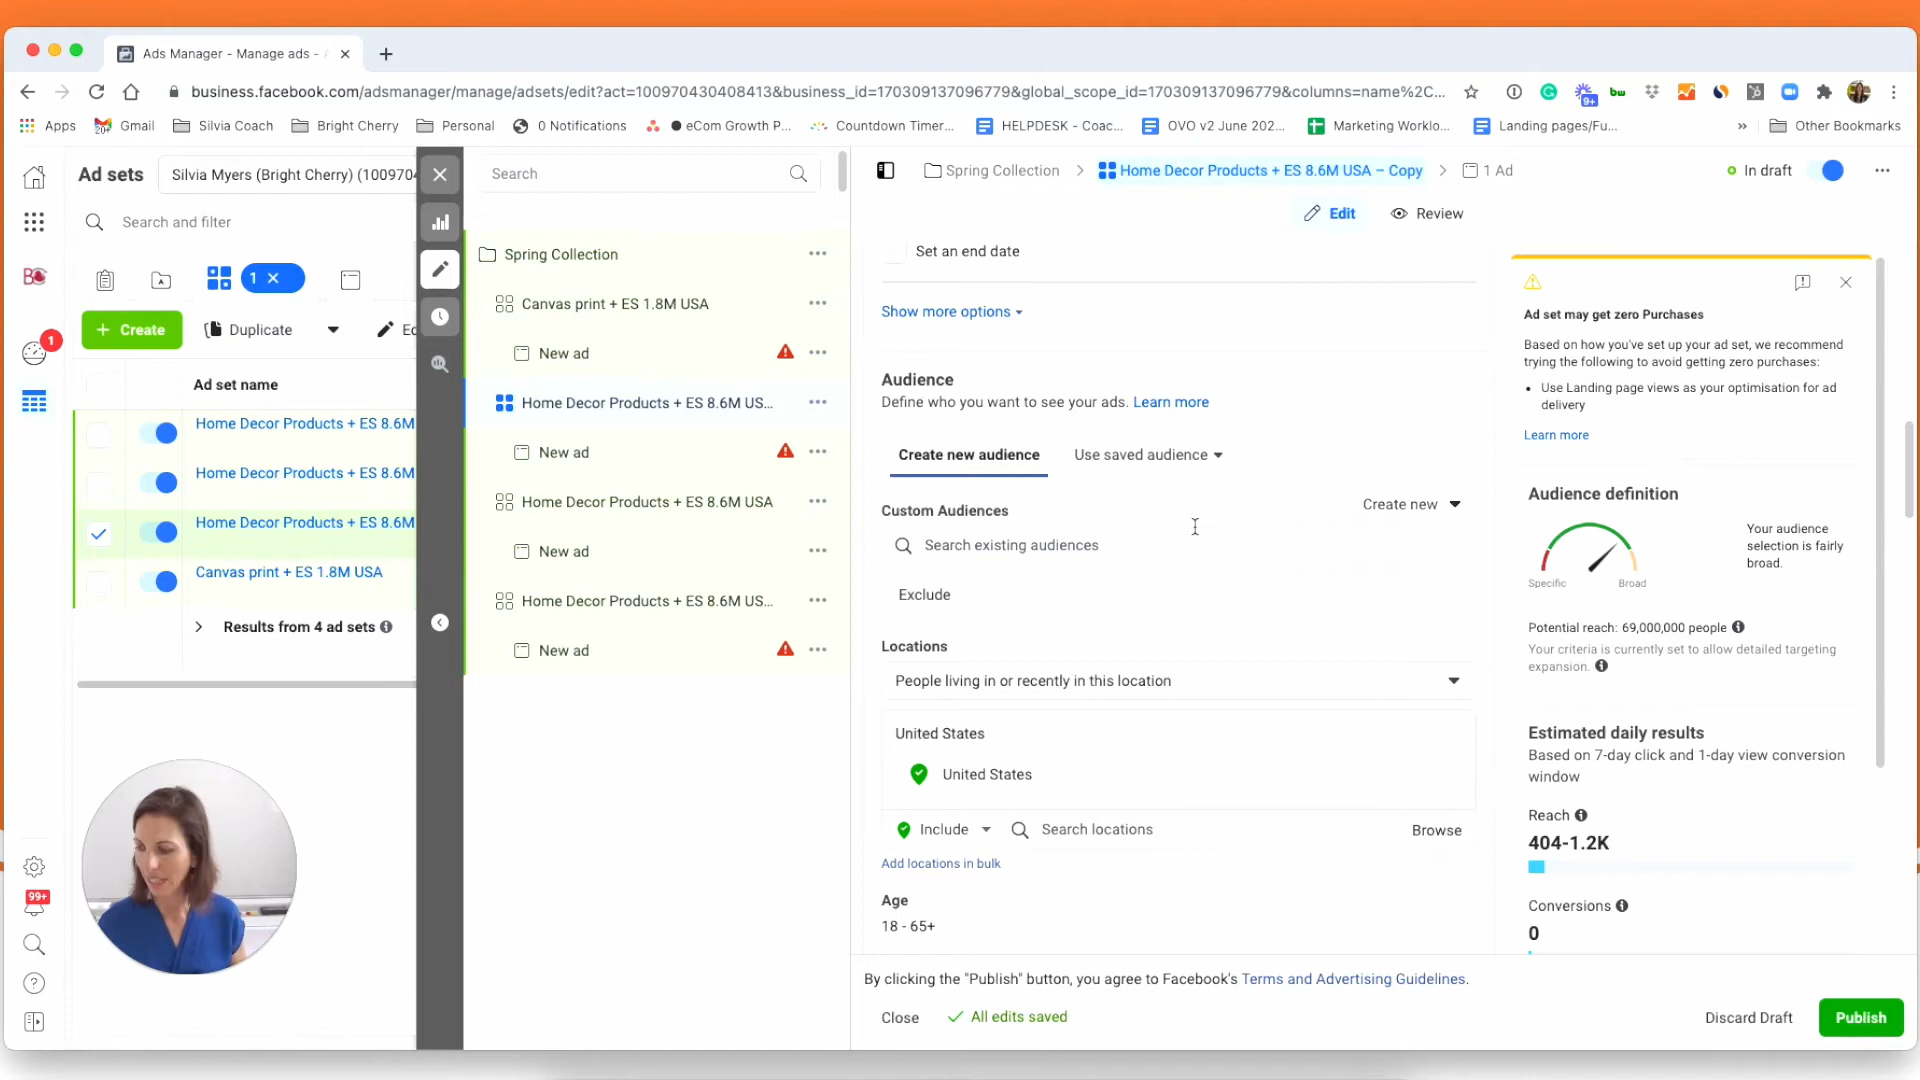 Ads Manager - Manage ads -
business.facebook.com/adsmanager/manage/adsets/edit?act=100970430408413&business_id=170309137096779&global_scope_id=170309137096779&columns=name%2C...
9+
bw
Apps
Gmail
Silvia Coach
Bright Cherry
Personal
0 Notifications
eCom Growth P...
Countdown Timer...
HELPDESK - Coac...
OVO v2 June 202...
Marketing Worklo...
Landing pages/Fu...
»
Other Bookmarks
Ad sets
Silvia Myers (Bright Cherry) (1009704
Search and filter
1
Create
Duplicate
Ed
1
BC
99+
Ad set name
Home Decor Products + ES 8.6M
Home Decor Products + ES 8.6M
Home Decor Products + ES 8.6M
Canvas print + ES 1.8M USA
Results from 4 ad sets
Search
Spring Collection
Canvas print + ES 1.8M USA
New ad
Home Decor Products + ES 8.6M US...
New ad
Home Decor Products + ES 8.6M USA
New ad
Home Decor Products + ES 8.6M US...
New ad
Spring Collection
Home Decor Products + ES 8.6M USA – Copy
1 Ad
In draft
Edit
Review
Set an end date
Show more options
Audience
Define who you want to see your ads. Learn more
Create new audience
Use saved audience
Custom Audiences
Create new
Search existing audiences
Exclude
Locations
People living in or recently in this location
United States
United States
Include
Search locations
Browse
Add locations in bulk
Age
18 - 65+
Ad set may get zero Purchases
Based on how you've set up your ad set, we recommend
trying the following to avoid getting zero purchases:
• Use Landing page views as your optimisation for ad
delivery
Learn more
Audience definition
Your audience
selection is fairly
broad.
Specific
Broad
Potential reach: 69,000,000 people
Your criteria is currently set to allow detailed targeting
expansion.
Estimated daily results
Based on 7-day click and 1-day view conversion
window
Reach
404-1.2K
Conversions
0
By clicking the "Publish" button, you agree to Facebook's Terms and Advertising Guidelines.
Close
All edits saved
Discard Draft
Publish